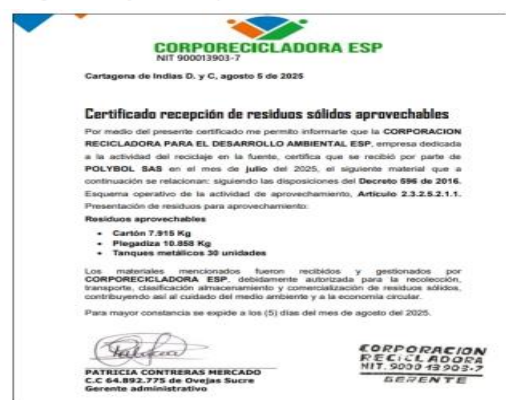 CORPORECICLADORA ESP
NIT 900013903-7
Cartagena de Indias D. y C, agosto 5 de 2025
Certificado recepción de residuos sólidos aprovechables
Por medio del presente certificado me permito informarte que la CORPORACION
RECICLADORA PARA EL DESARROLLO AMBIENTAL ESP, empresa dedicada
a la actividad del reciclaje en la fuente, certifica que se recibió por parte de
POLYBOL SAS en el mes de julio del 2025, el siguiente material que a
continuación se relacionan: siguiendo las disposiciones del Decreto 596 de 2016.
Esquema operativo de la actividad de aprovechamiento, Artículo 2.3.2.5.2.1.1.
Presentación de residuos para aprovechamiento:
Residuos aprovechables
• Cartón 7.915 Kg
• Plegadiza 10.858 Kg
• Tanques metálicos 30 unidades
Los materiales mencionados fueron recibidos y gestionados por
CORPORECICLADORA ESP, debidamente autorizada para la recolección,
transporte, clasificación almacenamiento y comercialización de residuos sólidos,
contribuyendo así al cuidado del medio ambiente y a la economía circular.
Para mayor constancia se expide a los (5) días del mes de agosto del 2025.
PATRICIA CONTRERAS MERCADO
C.C 64.892.775 de Ovejas Sucre
Gerente administrativo
CORPORACION
RECICLADORA
NIT. 900013903-7
GERENTE